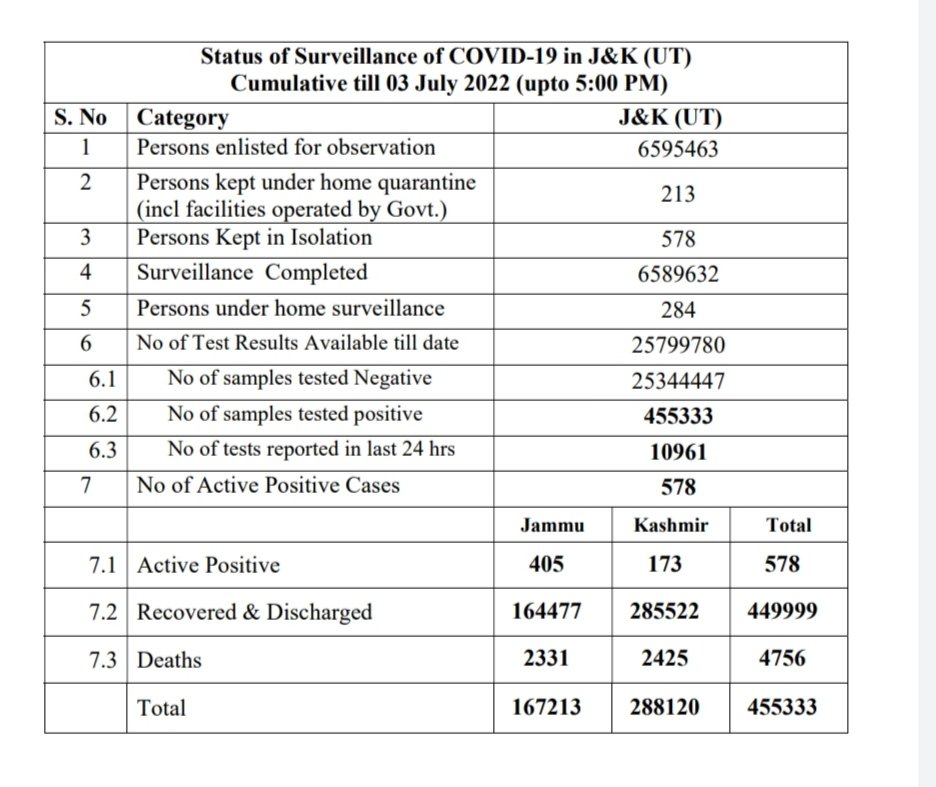 Status of Surveillance of COVID-19 in J&K (UT)
Cumulative till 03 July 2022 (upto 5:00 PM)
S. No Category J&K (UT)
1 Persons enlisted for observation 6595463
2 Persons kept under home quarantine
(incl facilities operated by Govt.) 213
3 Persons Kept in Isolation 578
4 Surveillance Completed 6589632
5 Persons under home surveillance 284
6 No of Test Results Available till date 25799780
6.1 No of samples tested Negative 25344447
6.2 No of samples tested positive 455333
6.3 No of tests reported in last 24 hrs 10961
7 No of Active Positive Cases 578
Jammu Kashmir Total
7.1 Active Positive 405 173 578
7.2 Recovered & Discharged 164477 285522 449999
7.3 Deaths 2331 2425 4756
Total 167213 288120 455333